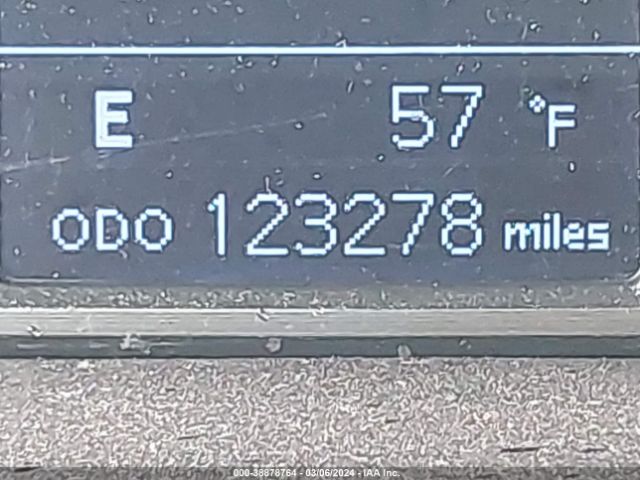 E 57 °F
ODO 123278 miles
000-38878764 - 03/06/2024 - IAA Inc.